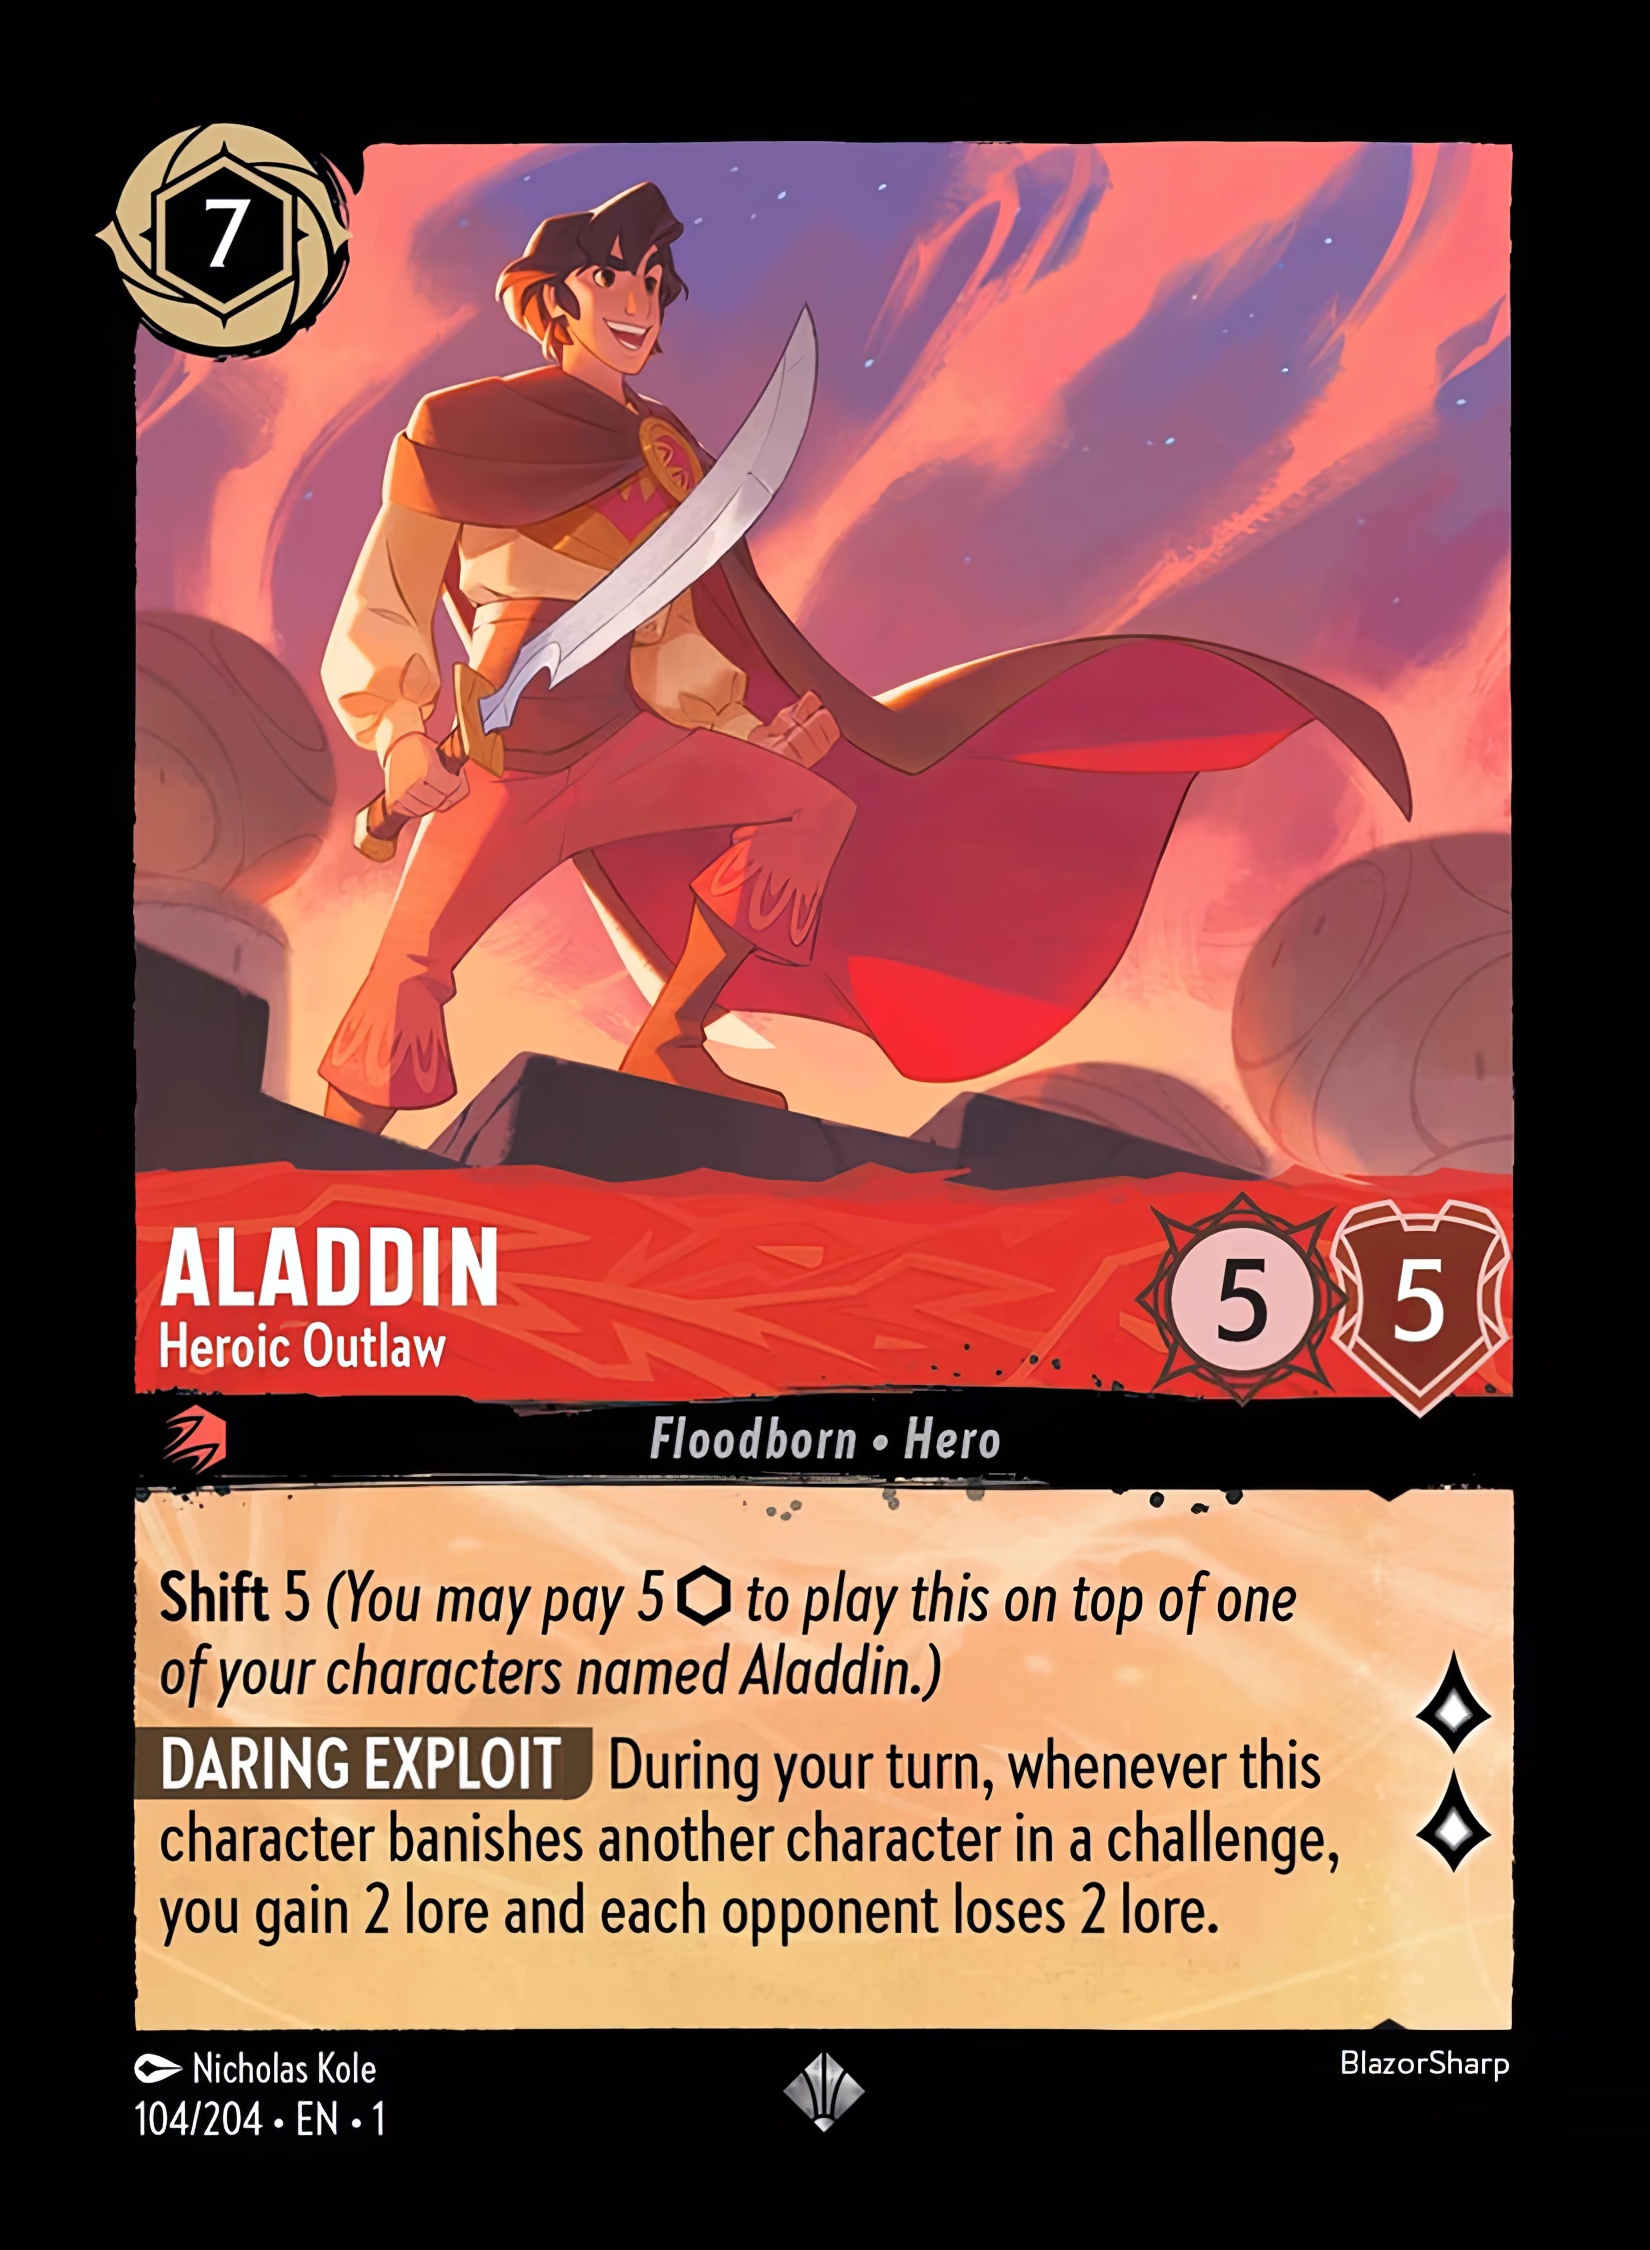 7
ALADDIN
Heroic Outlaw
5 5
Floodborn • Hero
Shift 5 (You may pay 5 ⬡ to play this on top of one
of your characters named Aladdin.)
DARING EXPLOIT During your turn, whenever this
character banishes another character in a challenge,
you gain 2 lore and each opponent loses 2 lore.
Nicholas Kole
BlazorSharp
104/204 • EN • 1